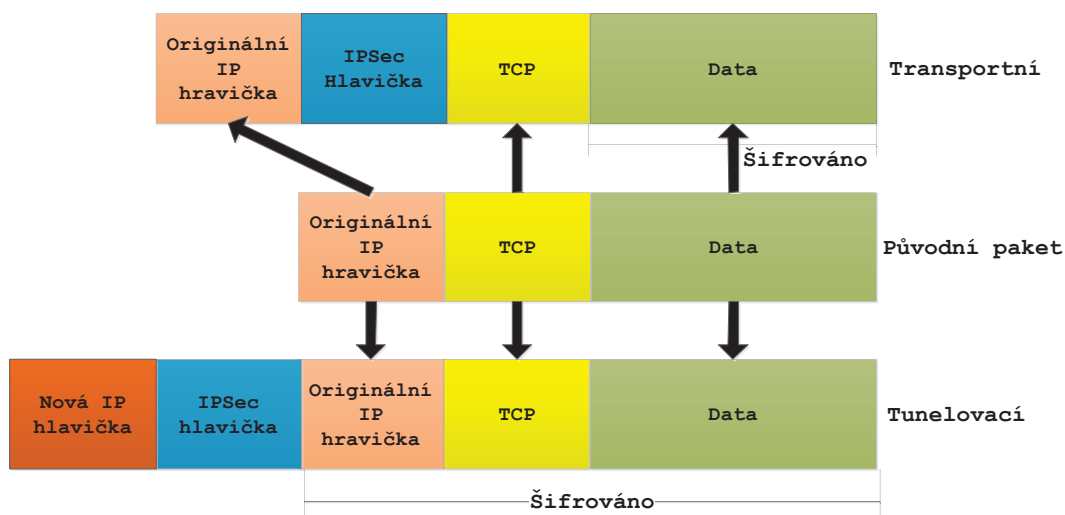 Originální
IP
hravička
IPSec
Hlavička
TCP
Data
Transportní
Šifrováno
Originální
IP
hravička
TCP
Data
Původní paket
Nová IP
hlavička
IPSec
hlavička
Originální
IP
hravička
TCP
Data
Tunelovací
Šifrováno